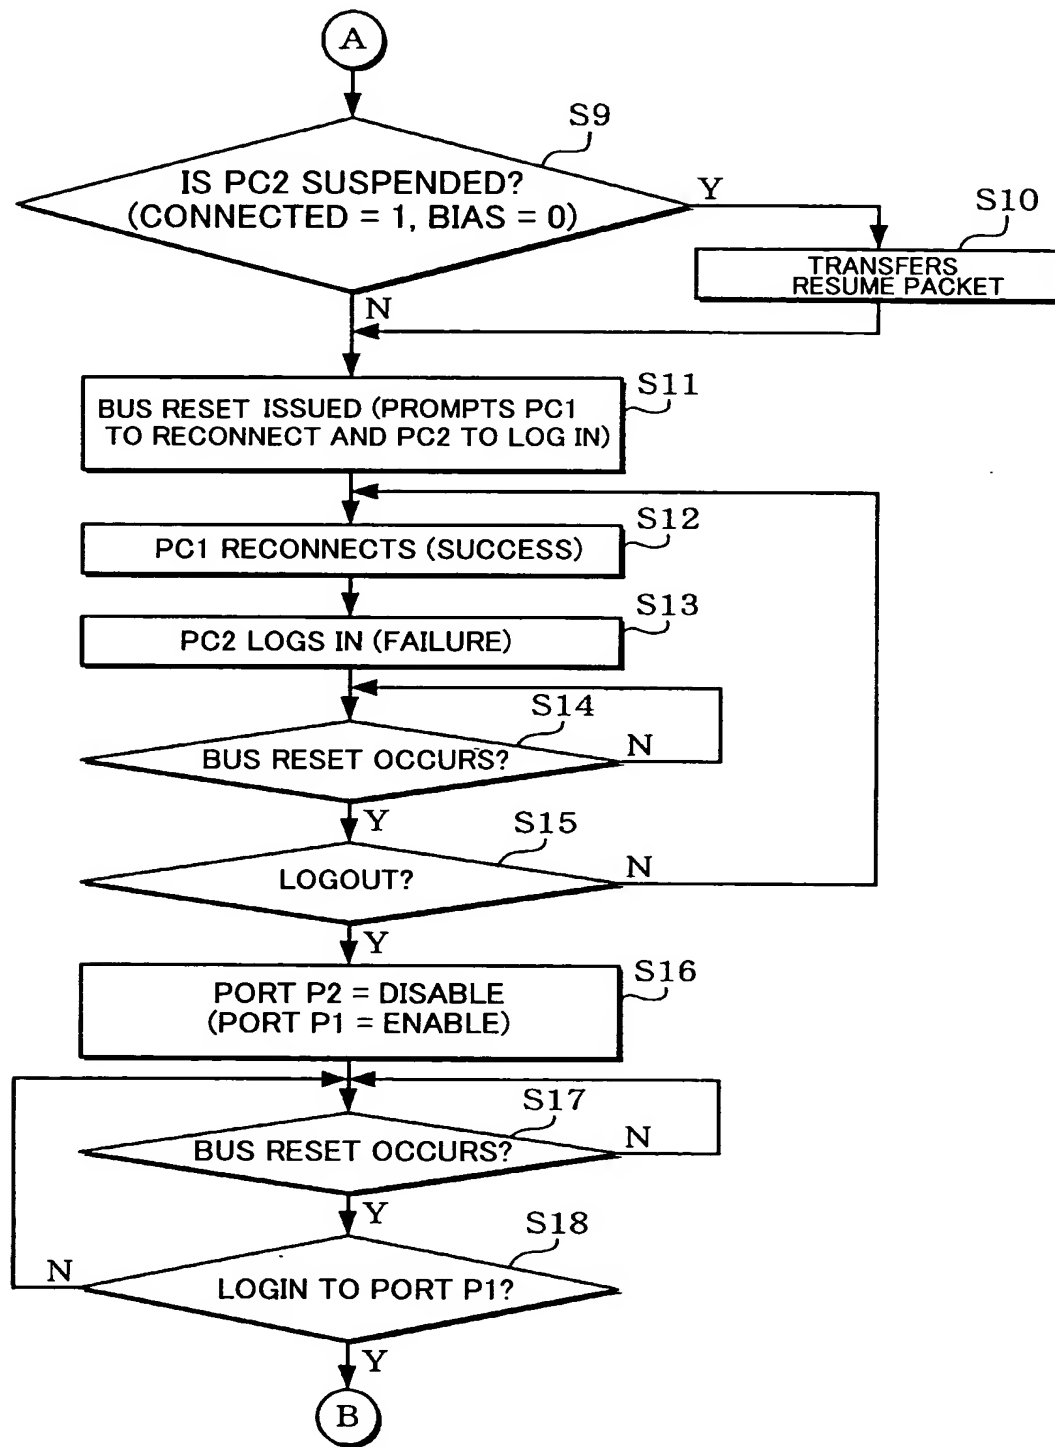 A
S9
IS PC2 SUSPENDED?
(CONNECTED = 1, BIAS = 0)
Y
S10
TRANSFERS
RESUME PACKET
N
S11
BUS RESET ISSUED (PROMPTS PC1
TO RECONNECT AND PC2 TO LOG IN)
S12
PC1 RECONNECTS (SUCCESS)
S13
PC2 LOGS IN (FAILURE)
S14
BUS RESET OCCURS?
N
Y
S15
LOGOUT?
N
Y
S16
PORT P2 = DISABLE
(PORT P1 = ENABLE)
S17
BUS RESET OCCURS?
N
Y
S18
N
LOGIN TO PORT P1?
Y
B